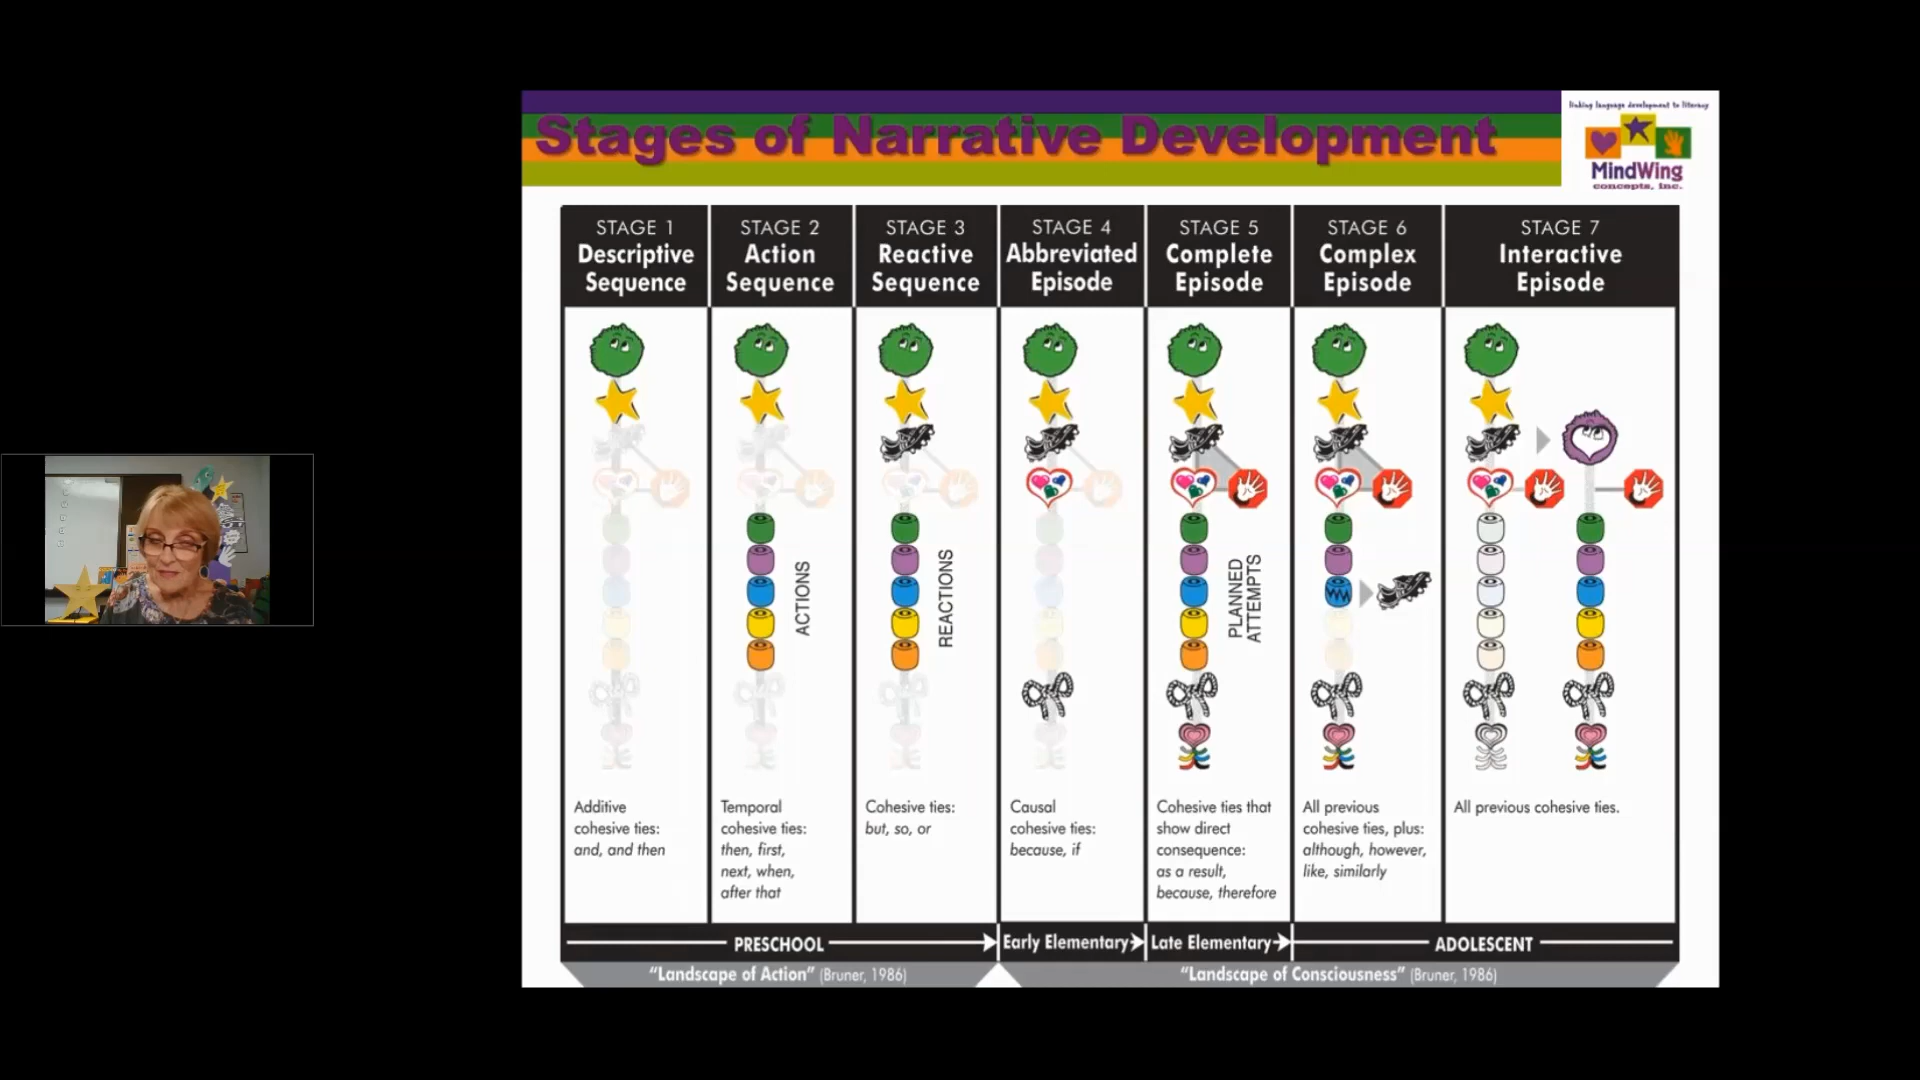 Stages of Narrative Development
linking language development to literacy
MindWing
concepts, inc.
STAGE 1
Descriptive
Sequence
STAGE 2
Action
Sequence
STAGE 3
Reactive
Sequence
STAGE 4
Abbreviated
Episode
STAGE 5
Complete
Episode
STAGE 6
Complex
Episode
STAGE 7
Interactive
Episode
ACTIONS
REACTIONS
PLANNED
ATTEMPTS
Additive
cohesive ties:
and, and then
Temporal
cohesive ties:
then, first,
next, when,
after that
Cohesive ties:
but, so, or
Causal
cohesive ties:
because, if
Cohesive ties that
show direct
consequence:
as a result,
because, therefore
All previous
cohesive ties, plus:
although, however,
like, similarly
All previous cohesive ties.
PRESCHOOL
Early Elementary
Late Elementary
ADOLESCENT
"Landscape of Action" (Bruner, 1986)
"Landscape of Consciousness" (Bruner, 1986)